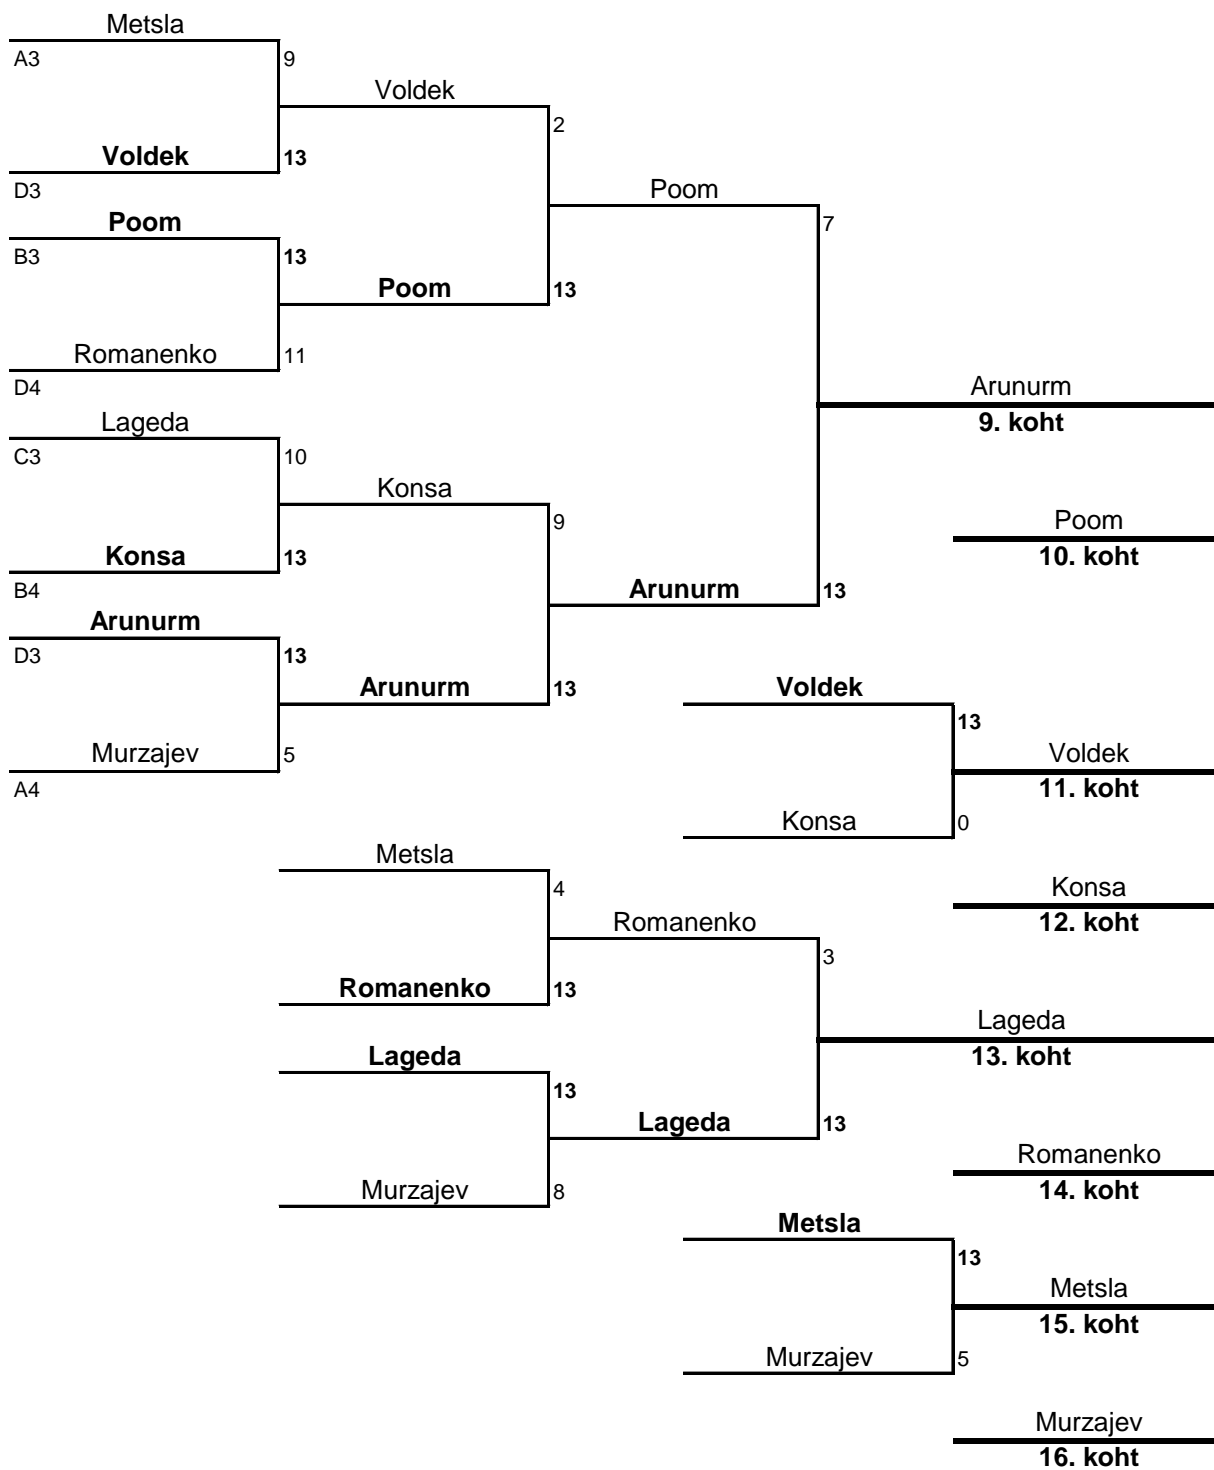 Metsla
A3
9
Voldek
2
Voldek
13
D3
Poom
Poom
7
B3
13
Poom
13
Romanenko
11
D4
Arunurm
9. koht
Lageda
C3
10
Konsa
9
Poom
10. koht
Konsa
13
B4
Arunurm
13
Arunurm
D3
13
Arunurm
13
Voldek
13
Murzajev
5
A4
Voldek
11. koht
Konsa
0
Metsla
4
Konsa
12. koht
Romanenko
3
Romanenko
13
Lageda
13. koht
Lageda
13
Lageda
13
Romanenko
14. koht
Murzajev
8
Metsla
13
Metsla
15. koht
Murzajev
5
Murzajev
16. koht